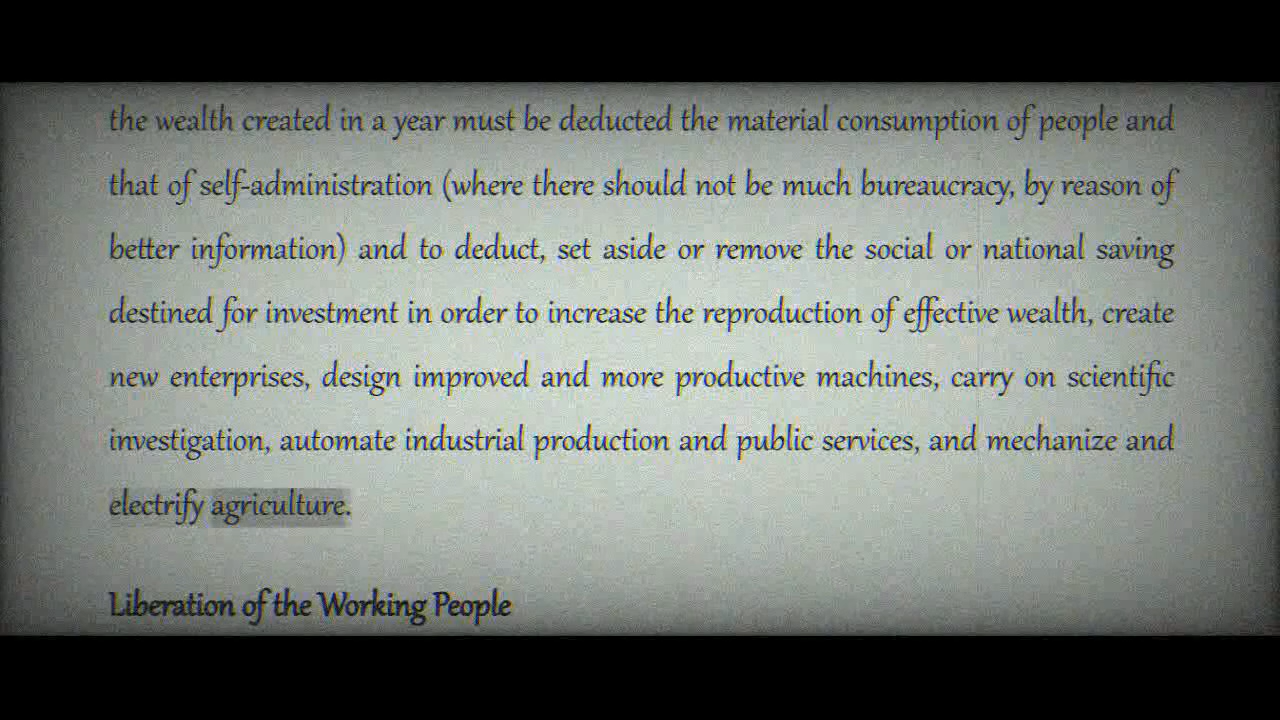 the wealth created in a year must be deducted the material consumption of people and
that of self-administration (where there should not be much bureaucracy, by reason of
better information) and to deduct, set aside or remove the social or national saving
destined for investment in order to increase the reproduction of effective wealth, create
new enterprises, design improved and more productive machines, carry on scientific
investigation, automate industrial production and public services, and mechanize and
electrify agriculture.
Liberation of the Working People